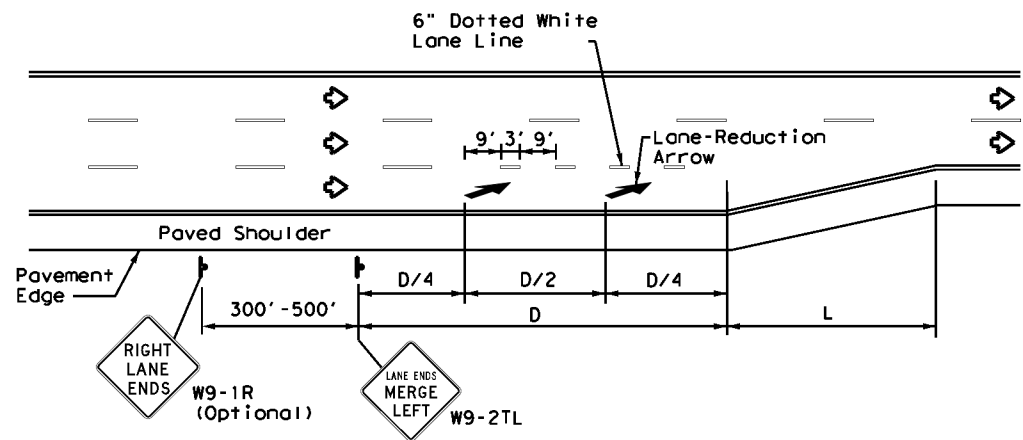 6" Dotted White
Lane Line
9' 3' 9'
Lane-Reduction
Arrow
Paved Shoulder
Pavement
Edge
D/4 D/2 D/4
300'-500'
D
L
RIGHT
LANE
ENDS
W9-1R
(Optional)
LANE ENDS
MERGE
LEFT
W9-2TL